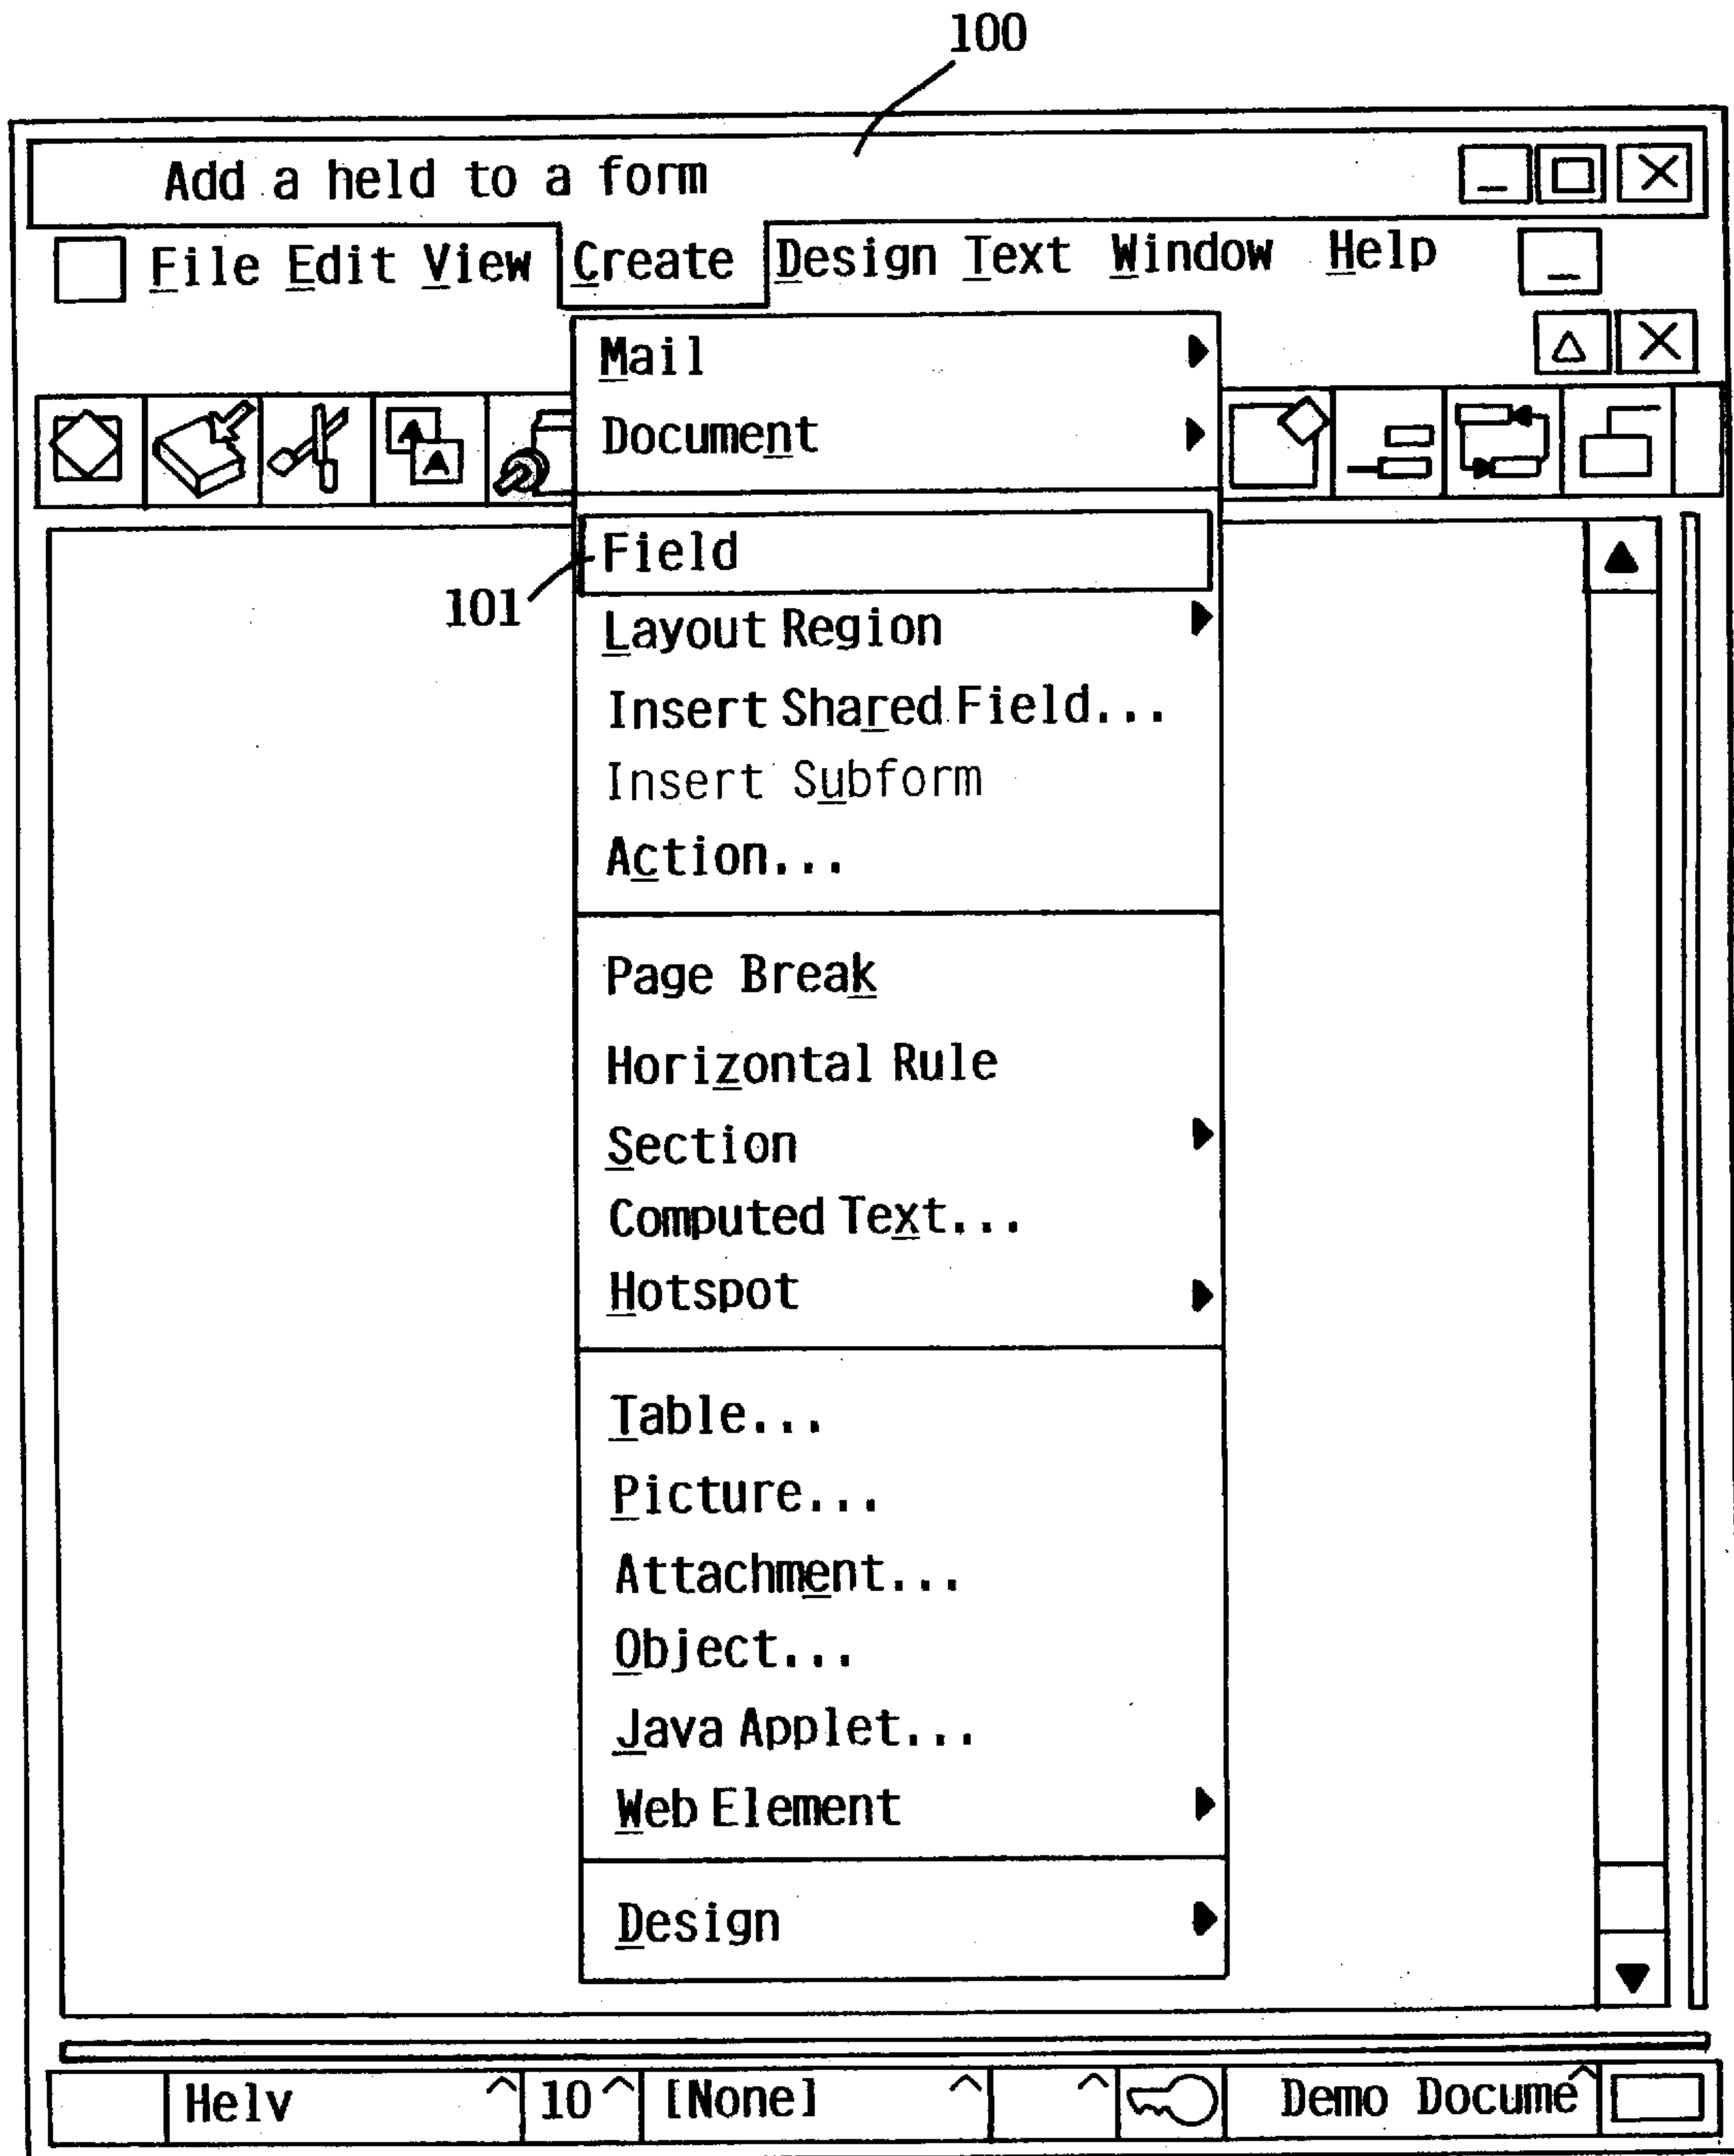 100
Add a held to a form
File Edit View Create Design Text Window Help
Mail
Document
Field
101
Layout Region
Insert Shared Field...
Insert Subform
Action...
Page Break
Horizontal Rule
Section
Computed Text...
Hotspot
Table...
Picture...
Attachment...
Object...
Java Applet...
Web Element
Design
Helv 10 [None] Demo Docume